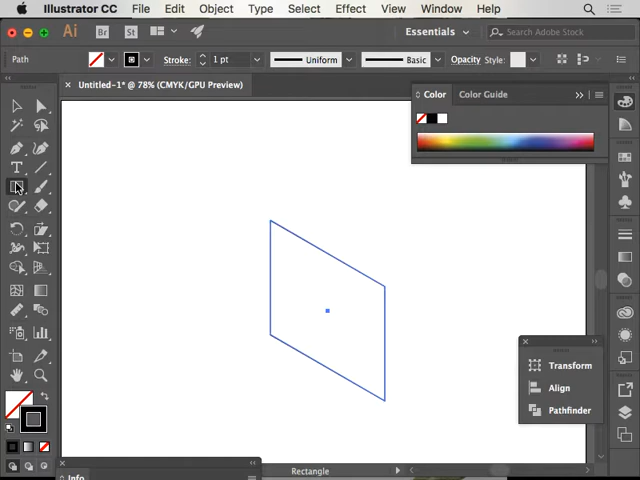 Illustrator CC File Edit Object Type Select Effect View Window Help
Ai Br St Essentials Search Adobe Stock
Path Stroke: 1 pt Uniform Basic Opacity Style:
× Untitled-1* @ 78% (CMYK/GPU Preview)
Color Color Guide
T
Transform
Align
Pathfinder
Info
Rectangle